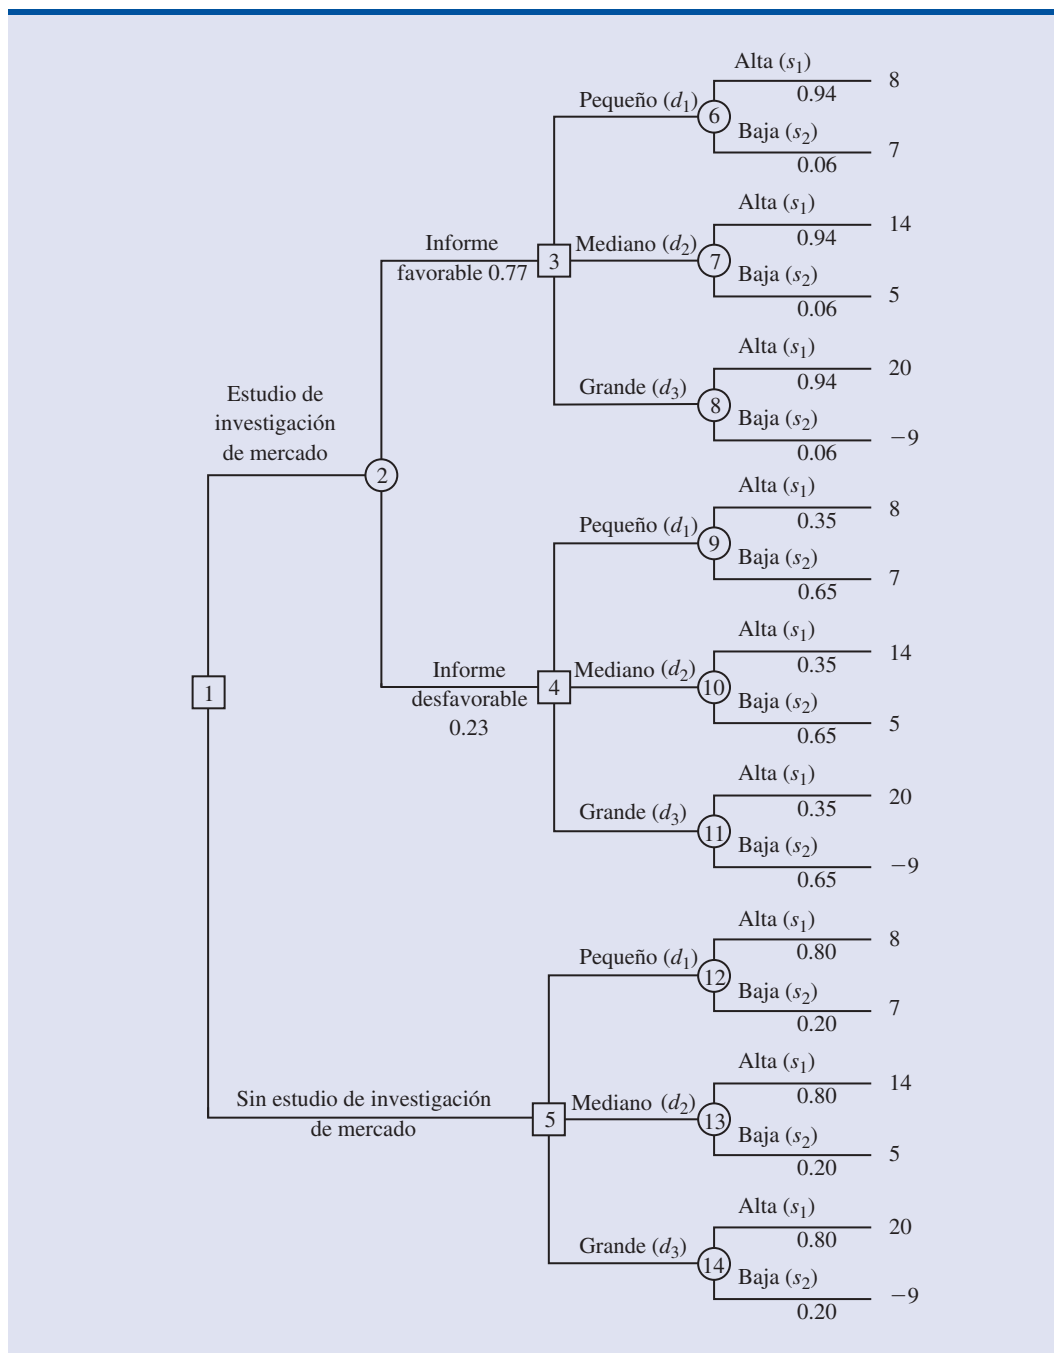 Alta (s1)
8
0.94
Pequeño (d1)
6
Baja (s2)
7
0.06
Alta (s1)
14
0.94
Informe
favorable 0.77
3
Mediano (d2)
7
Baja (s2)
5
0.06
Alta (s1)
20
0.94
Grande (d3)
8
Baja (s2)
−9
0.06
Estudio de
investigación
de mercado
2
Alta (s1)
8
0.35
Pequeño (d1)
9
Baja (s2)
7
0.65
Alta (s1)
14
0.35
Informe
desfavorable
0.23
4
Mediano (d2)
10
Baja (s2)
5
0.65
1
Alta (s1)
20
0.35
Grande (d3)
11
Baja (s2)
−9
0.65
Alta (s1)
8
0.80
Pequeño (d1)
12
Baja (s2)
7
0.20
Alta (s1)
14
0.80
Sin estudio de investigación
de mercado
5
Mediano (d2)
13
Baja (s2)
5
0.20
Alta (s1)
20
0.80
Grande (d3)
14
Baja (s2)
−9
0.20